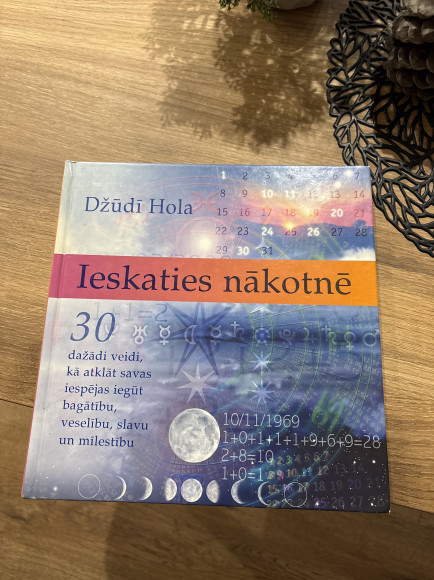 1 2 3 4 5 6 7
8 9 10 11 12 13 14
Džūdī Hola
15 16 17 18 19 20 21
22 23 24 25 26 27 28
29 30 31
Ieskaties nākotnē
1=2
30
dažādi veidi,
kā atklāt savas
iespējas iegūt
bagātību,
veselību, slavu
un mīlestību
10/11/1969
1+0+1+1+1+9+6+9=28
2+8=10
1+0=1